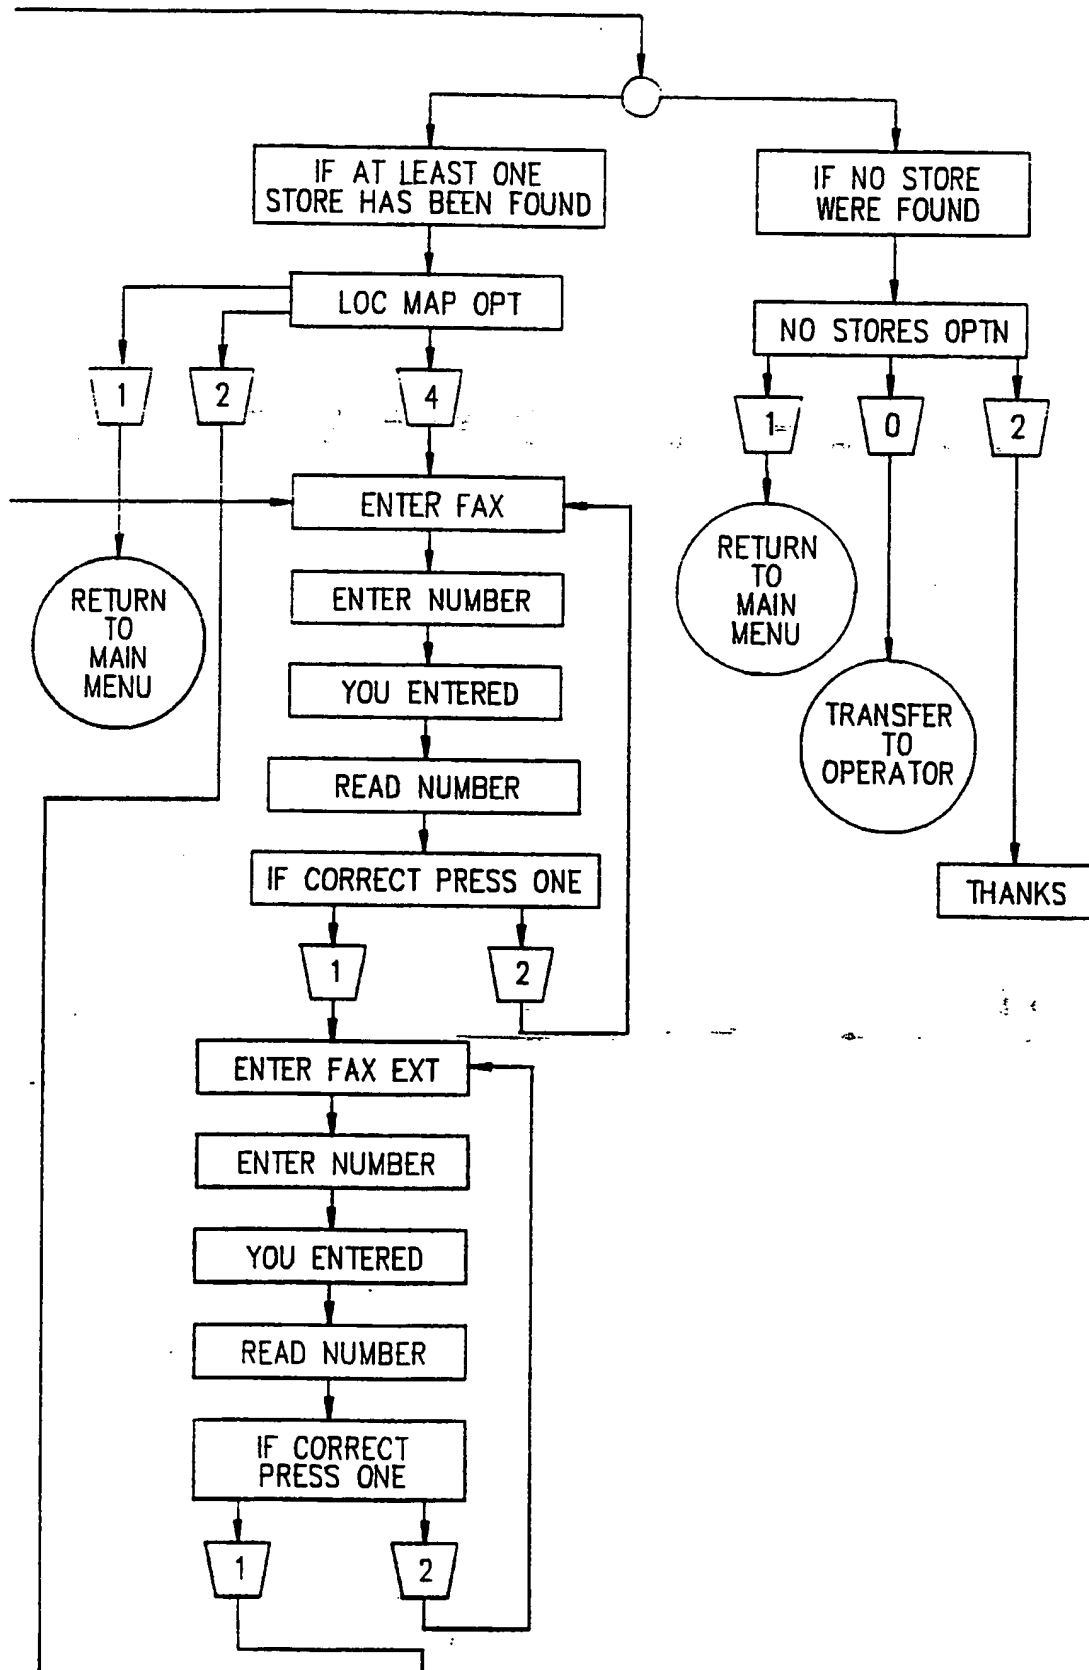 IF AT LEAST ONE
STORE HAS BEEN FOUND
IF NO STORE
WERE FOUND
LOC MAP OPT
NO STORES OPTN
1
2
4
1
0
2
ENTER FAX
RETURN
TO
MAIN
MENU
ENTER NUMBER
RETURN
TO
MAIN
MENU
YOU ENTERED
TRANSFER
TO
OPERATOR
READ NUMBER
IF CORRECT PRESS ONE
THANKS
1
2
ENTER FAX EXT
ENTER NUMBER
YOU ENTERED
READ NUMBER
IF CORRECT
PRESS ONE
1
2